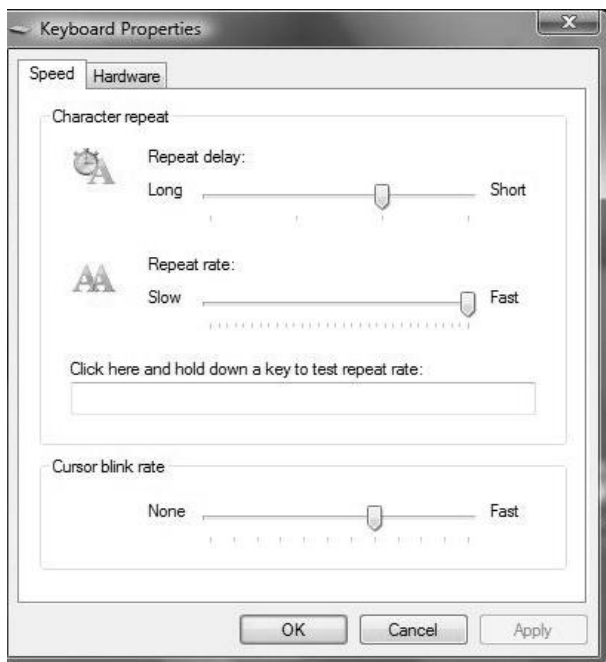 Keyboard Properties
Speed Hardware
Character repeat
Repeat delay:
Long Short
Repeat rate:
Slow Fast
Click here and hold down a key to test repeat rate:
Cursor blink rate
None Fast
OK Cancel Apply